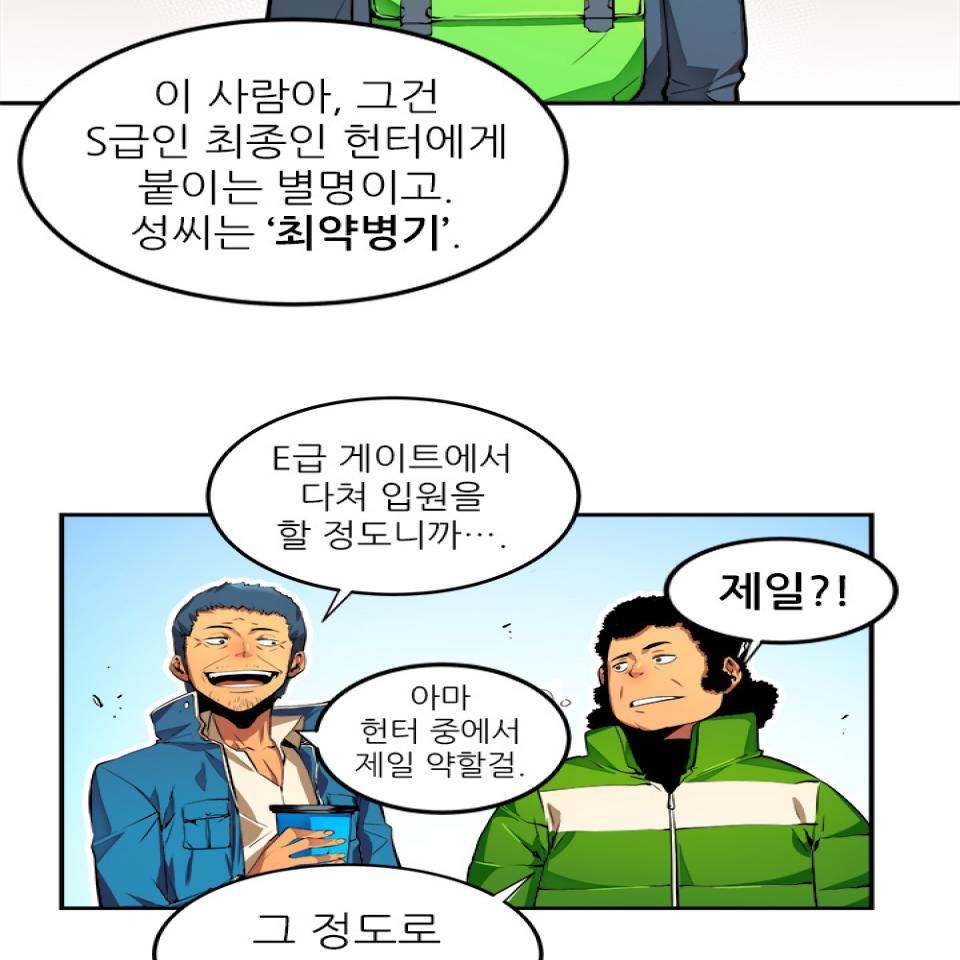 이 사람아, 그건
S급인 최종인 헌터에게
붙이는 별명이고.
성씨는 ‘최약병기’.
E급 게이트에서
다쳐 입원을
할 정도니까….
제일?!
아마
헌터 중에서
제일 약할걸.
그 정도로